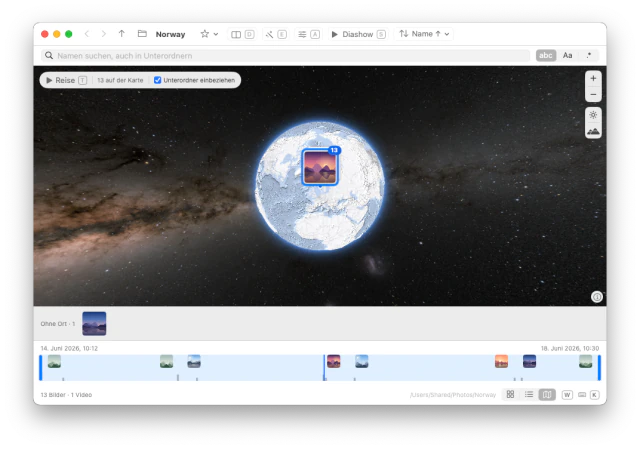 Norway D E A Diashow S Name
Namen suchen, auch in Unterordnern abc Aa .*
Reise T 13 auf der Karte Unterordner einbeziehen
+
−
13
Ohne Ort · 1
14. Juni 2026, 10:12 18. Juni 2026, 10:30
13 Bilder · 1 Video /Users/Shared/Photos/Norway W K